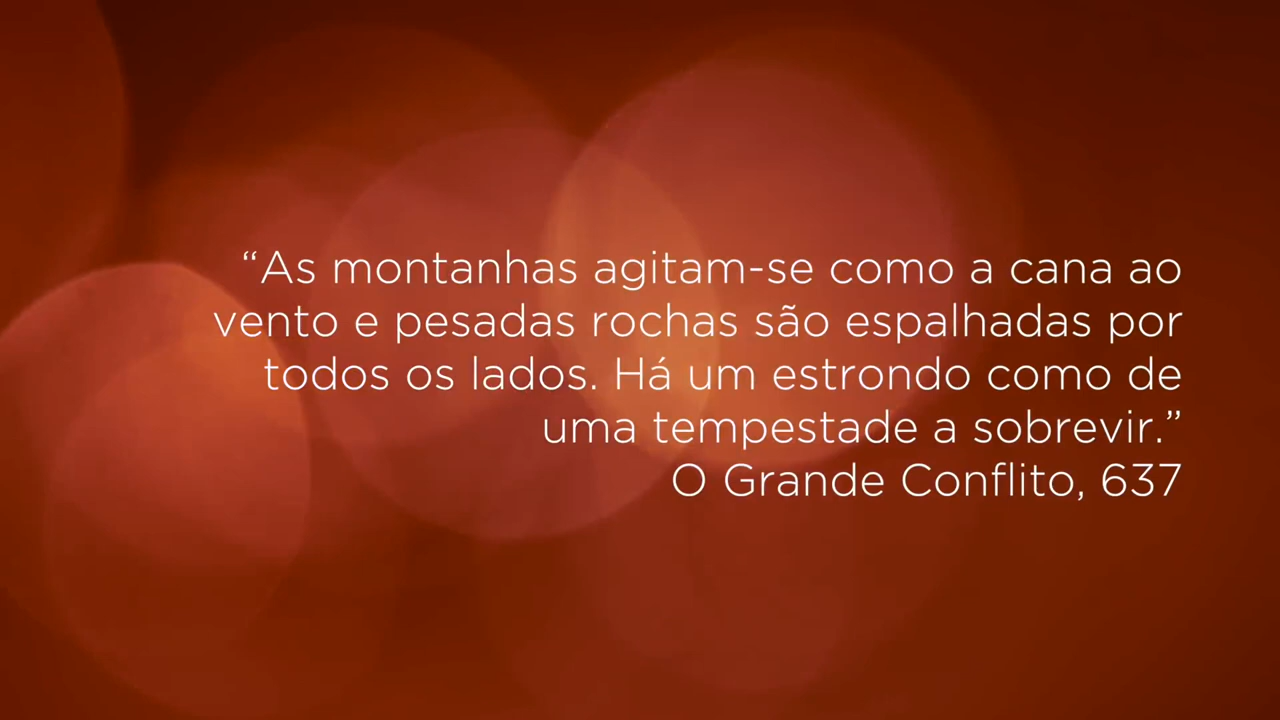 “As montanhas agitam-se como a cana ao
vento e pesadas rochas são espalhadas por
todos os lados. Há um estrondo como de
uma tempestade a sobrevir.”
O Grande Conflito, 637